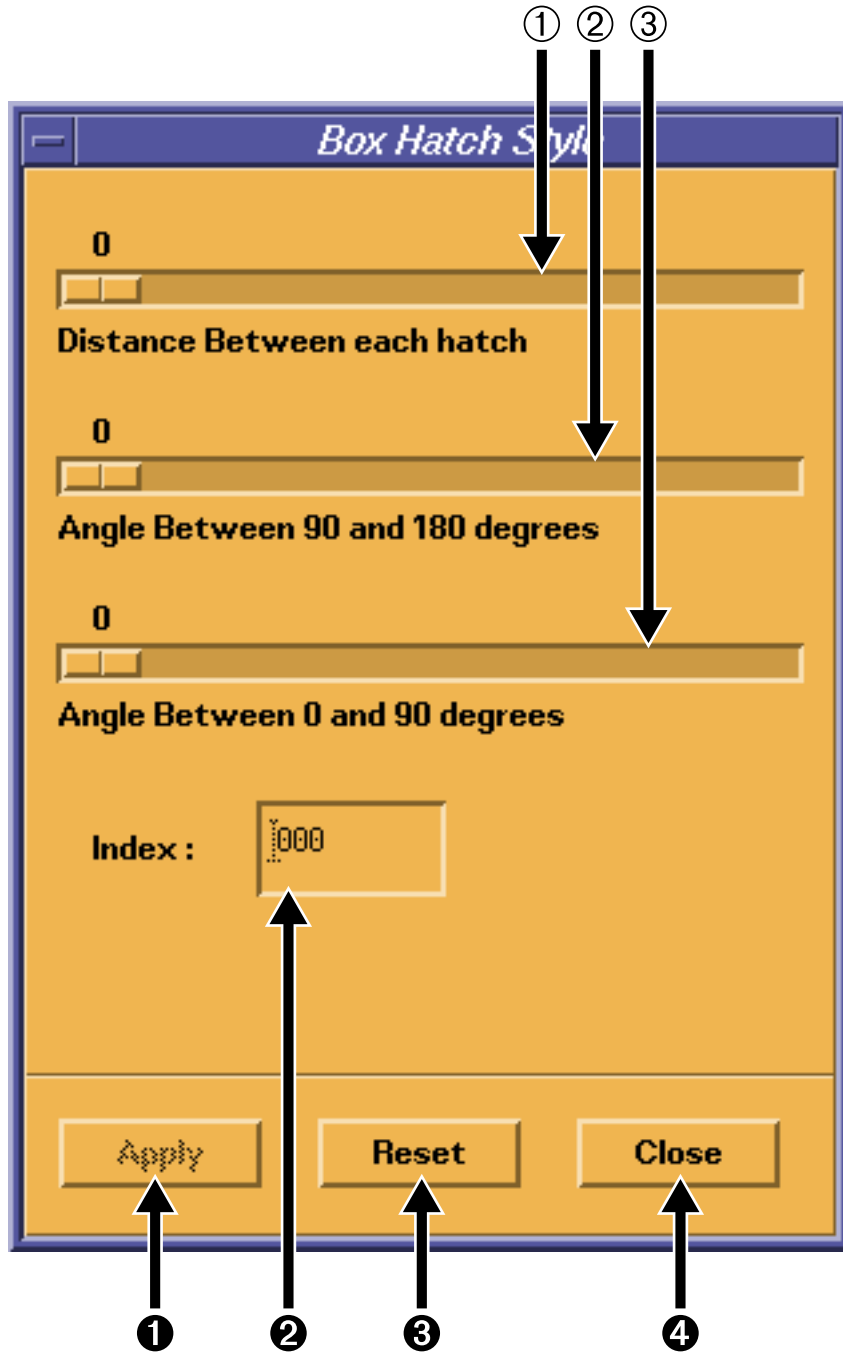 ① ② ③
Box Hatch Style
0
Distance Between each hatch
0
Angle Between 90 and 180 degrees
0
Angle Between 0 and 90 degrees
Index : 000
Apply Reset Close
❶ ❷ ❸ ❹